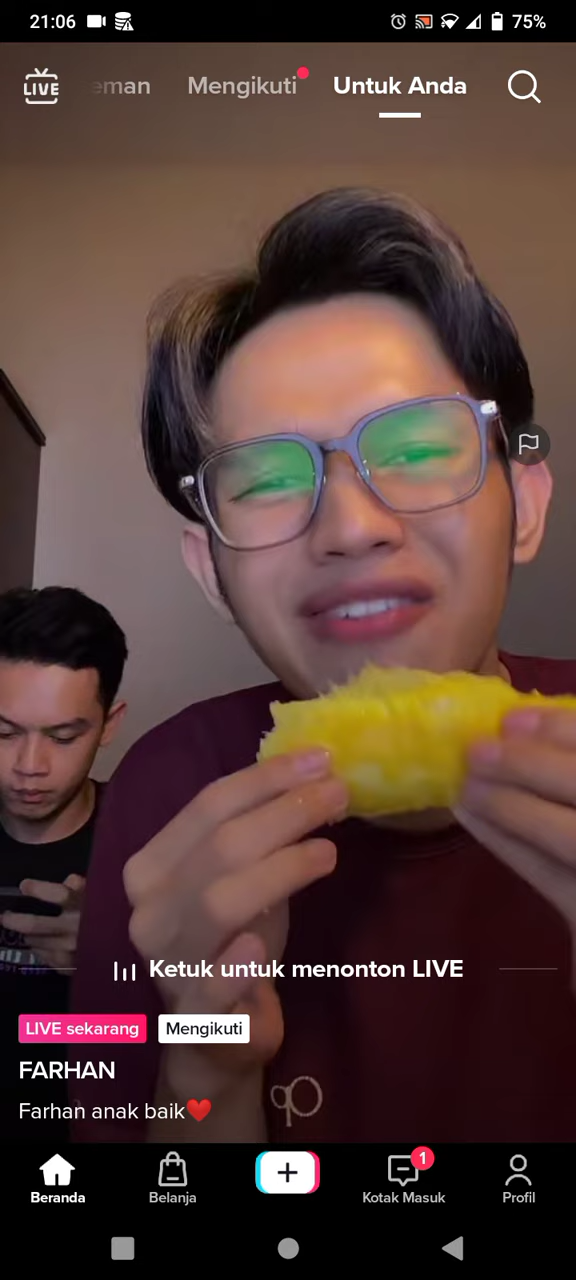 21:06 75%
LIVE eman Mengikuti Untuk Anda
Ketuk untuk menonton LIVE
LIVE sekarang Mengikuti
FARHAN
Farhan anak baik❤️
1
Beranda Belanja Kotak Masuk Profil